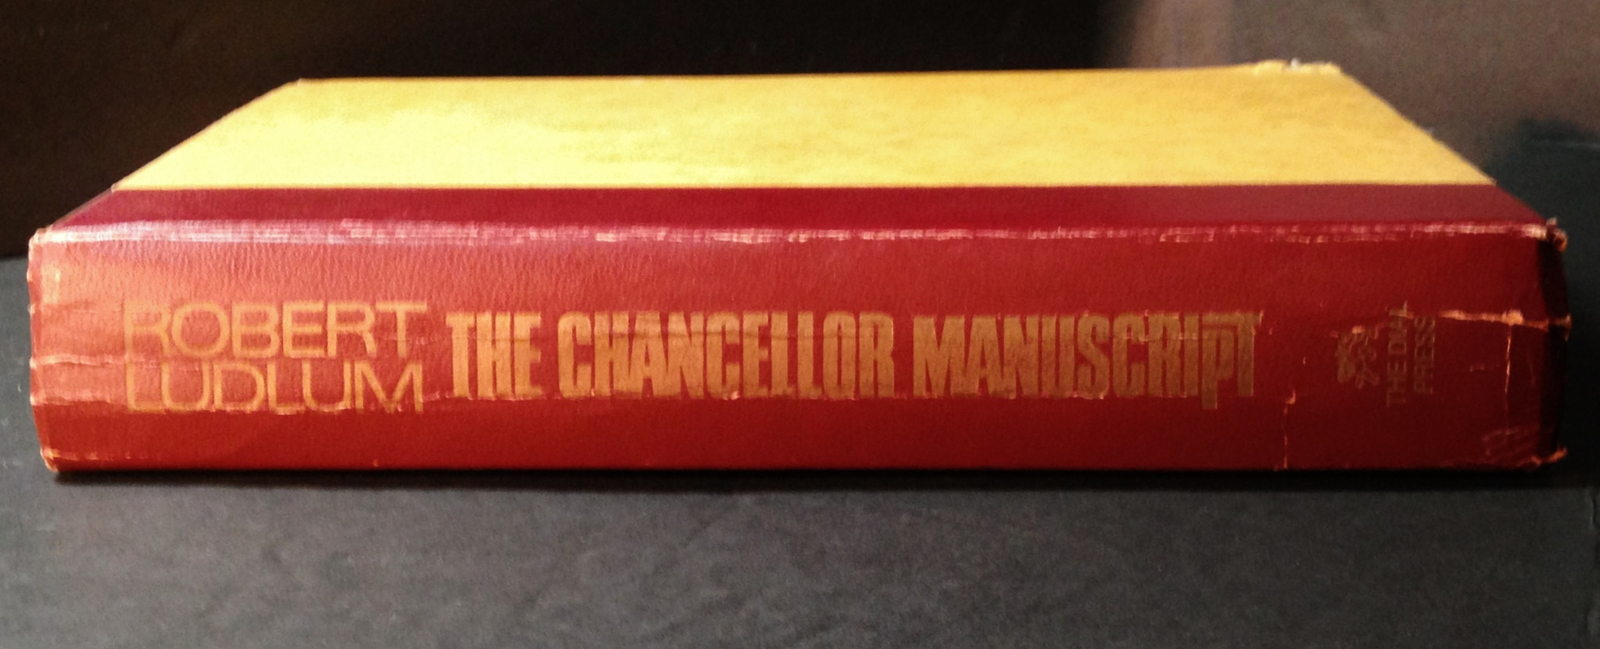 ROBERT
LUDLUM
THE CHANCELLOR MANUSCRIPT
THE DIAL
PRESS